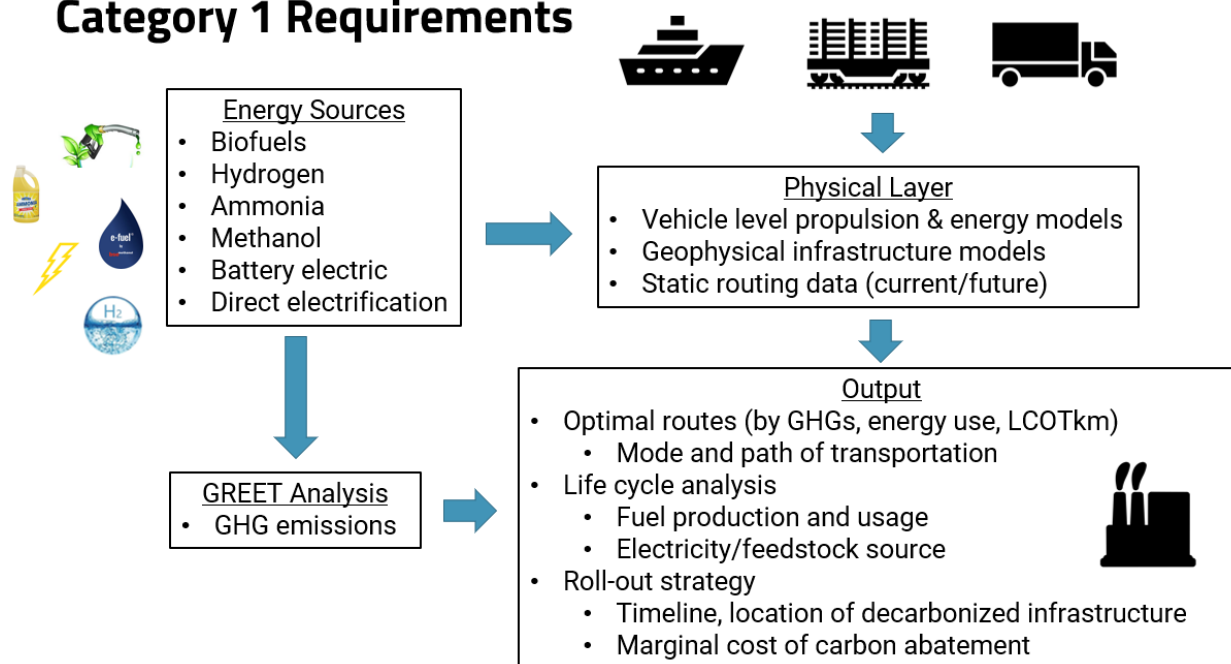 Category 1 Requirements
Energy Sources
• Biofuels
• Hydrogen
• Ammonia
• Methanol
• Battery electric
• Direct electrification
AMMONIA
e-fuel
H₂
Physical Layer
• Vehicle level propulsion & energy models
• Geophysical infrastructure models
• Static routing data (current/future)
GREET Analysis
• GHG emissions
Output
• Optimal routes (by GHGs, energy use, LCOTkm)
• Mode and path of transportation
• Life cycle analysis
• Fuel production and usage
• Electricity/feedstock source
• Roll-out strategy
• Timeline, location of decarbonized infrastructure
• Marginal cost of carbon abatement